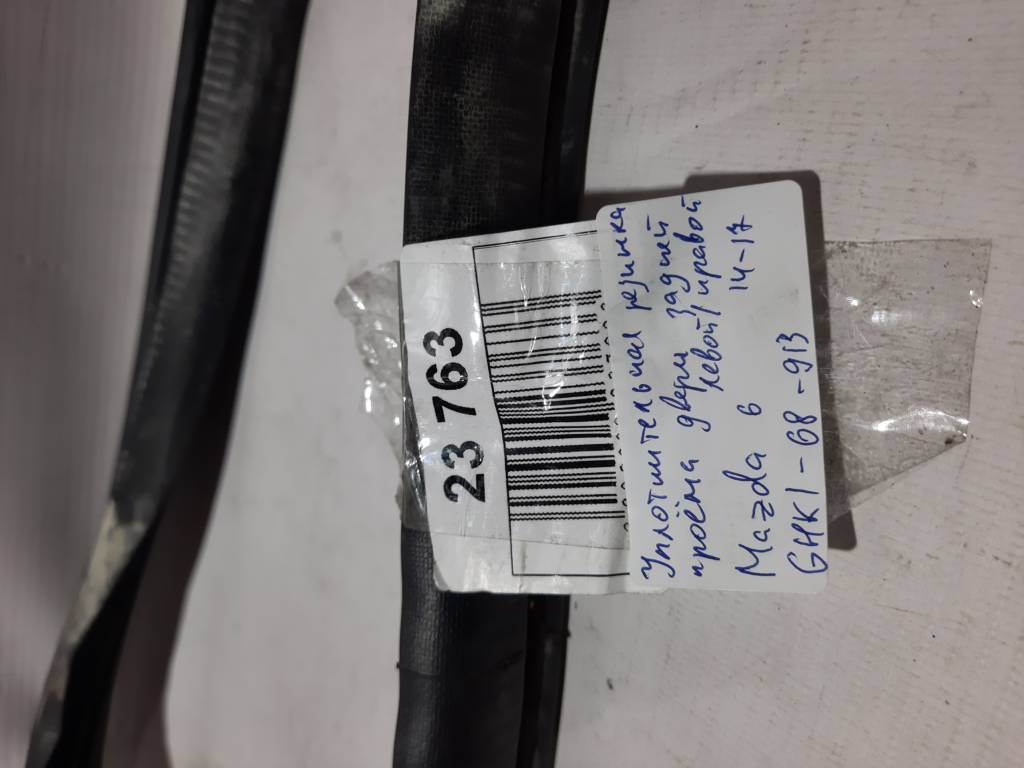 23 763
Уплотнительная резинка
проёма двери задней
левой/правой
Mazda 6 14-17
GHK1-68-913